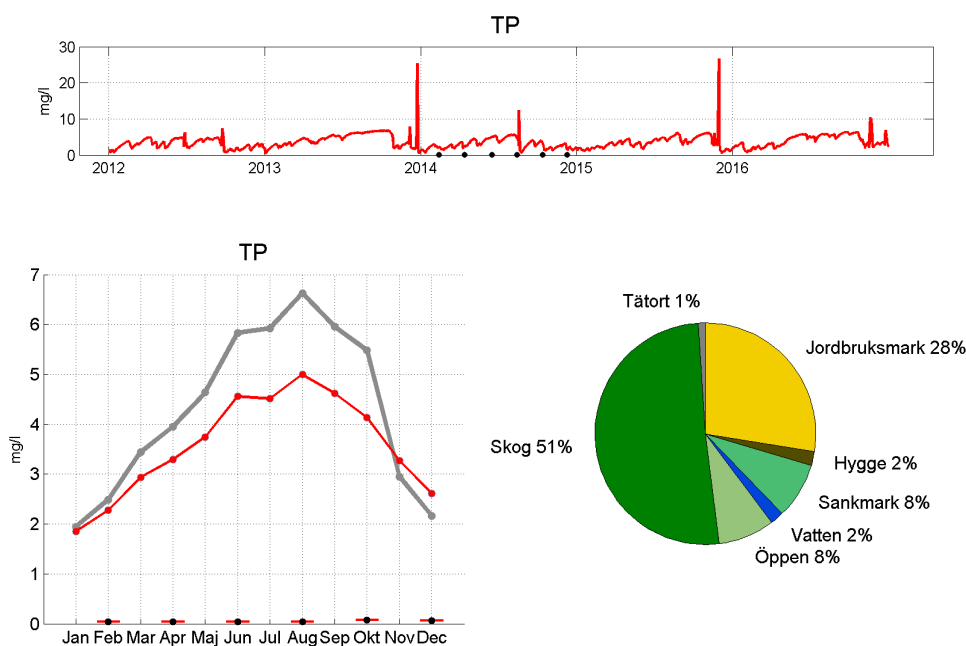 TP
30
20
10
0
mg/l
2012 2013 2014 2015 2016
TP
7
6
5
4
3
2
1
0
mg/l
Jan Feb Mar Apr Maj Jun Jul Aug Sep Okt Nov Dec
Tätort 1%
Jordbruksmark 28%
Skog 51%
Hygge 2%
Sankmark 8%
Vatten 2%
Öppen 8%